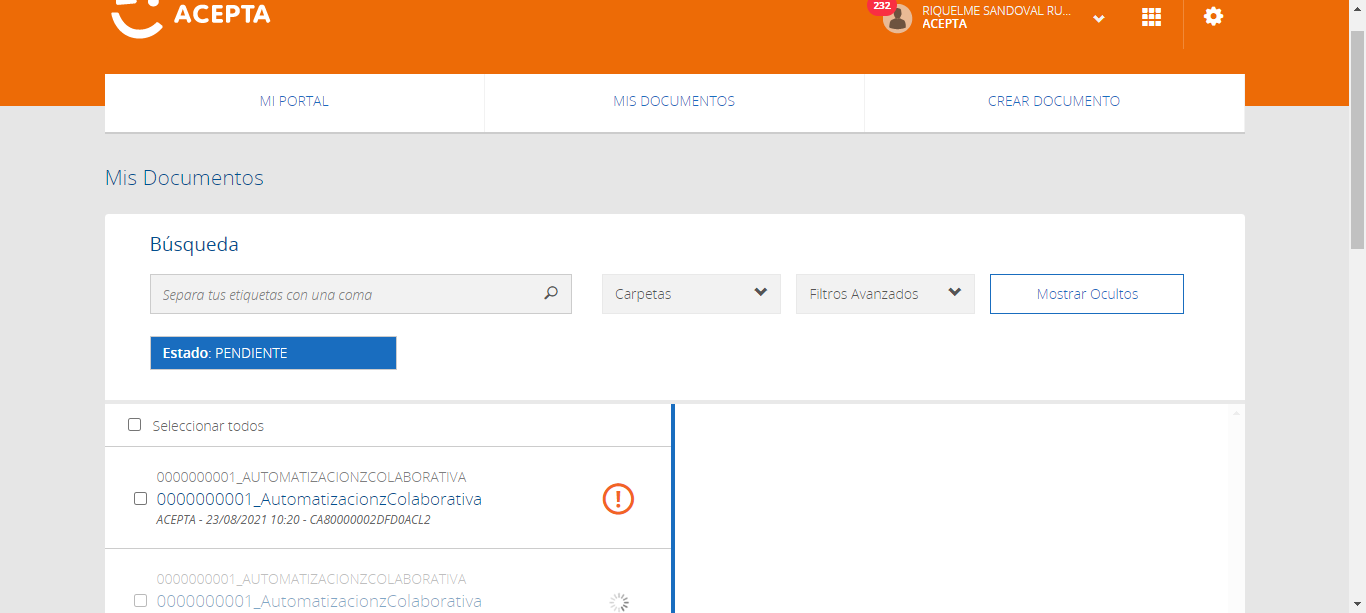 ACEPTA
232
RIQUELME SANDOVAL RU...
ACEPTA
MI PORTAL
MIS DOCUMENTOS
CREAR DOCUMENTO
Mis Documentos
Búsqueda
Separa tus etiquetas con una coma
Carpetas
Filtros Avanzados
Mostrar Ocultos
Estado: PENDIENTE
Seleccionar todos
0000000001_AUTOMATIZACIONZCOLABORATIVA
0000000001_AutomatizacionzColaborativa
ACEPTA - 23/08/2021 10:20 - CA80000002DFD0ACL2
0000000001_AUTOMATIZACIONZCOLABORATIVA
0000000001_AutomatizacionzColaborativa